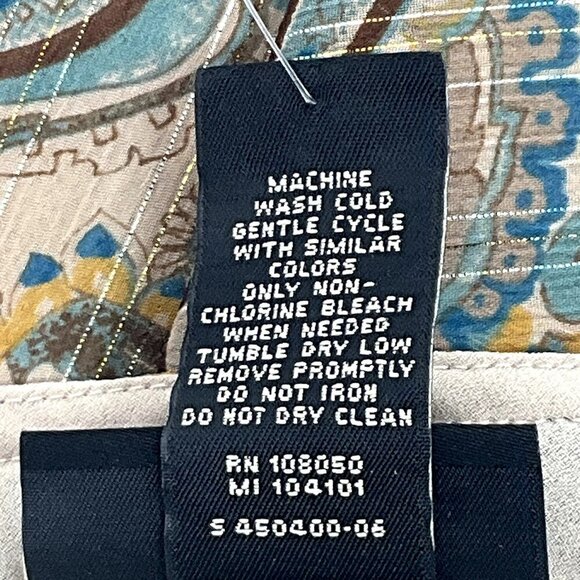 MACHINE
WASH COLD
GENTLE CYCLE
WITH SIMILAR
COLORS
ONLY NON-
CHLORINE BLEACH
WHEN NEEDED
TUMBLE DRY LOW
REMOVE PROMPTLY
DO NOT IRON
DO NOT DRY CLEAN
RN 108050
MI 104101
S 450400-06